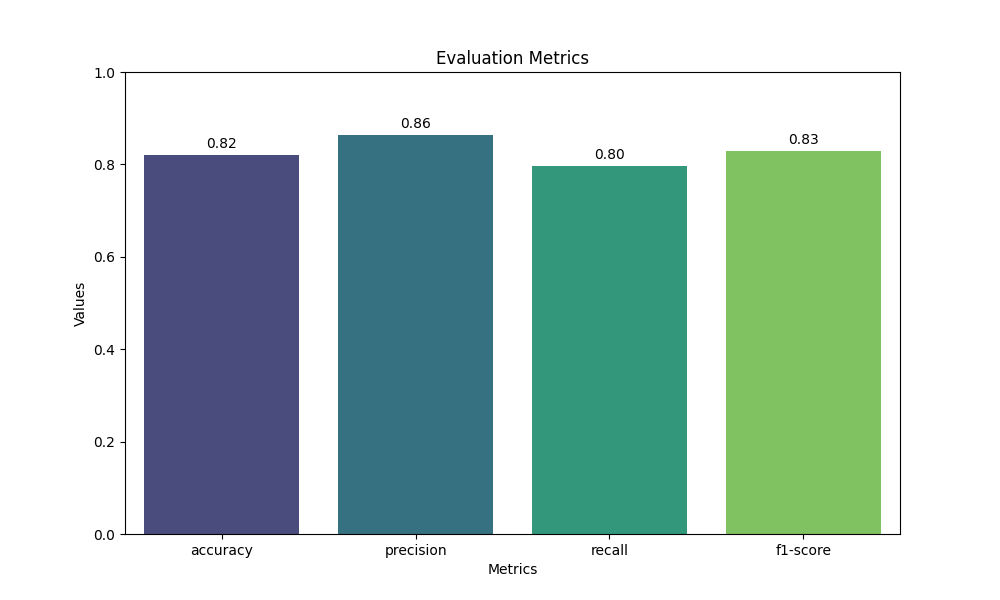 Evaluation Metrics
1.0
0.8
0.6
0.4
0.2
0.0
Values
0.82
0.86
0.80
0.83
accuracy
precision
recall
f1-score
Metrics